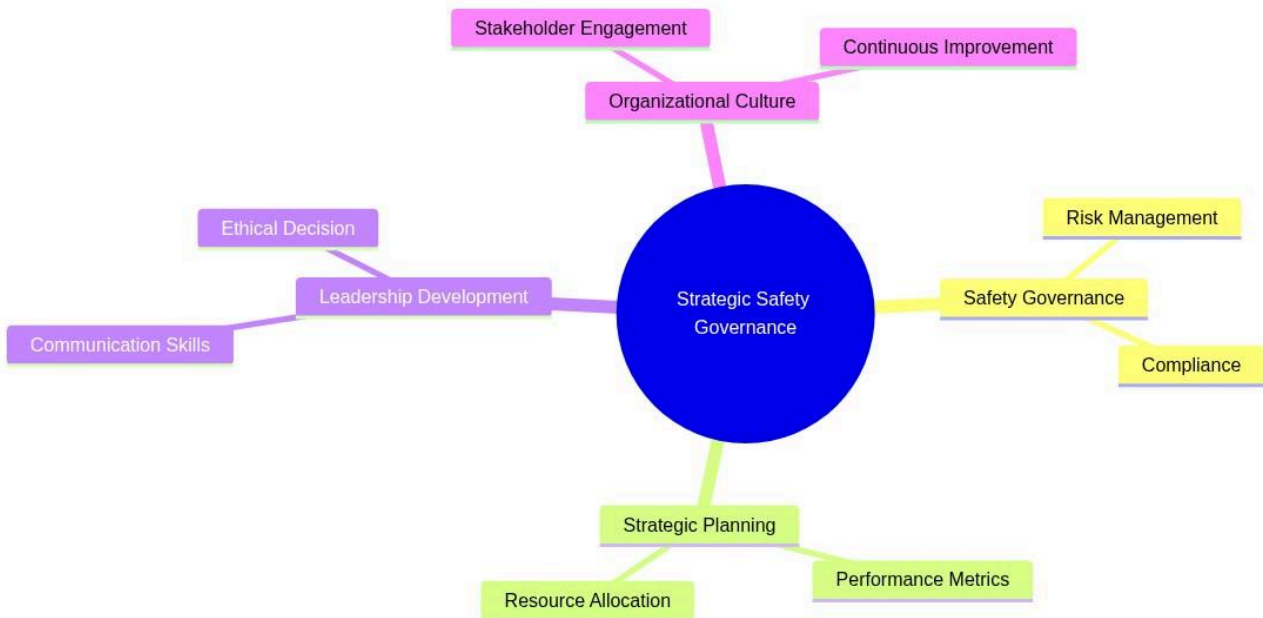 Stakeholder Engagement
Continuous Improvement
Organizational Culture
Ethical Decision
Risk Management
Leadership Development
Strategic Safety
Governance
Safety Governance
Communication Skills
Compliance
Strategic Planning
Performance Metrics
Resource Allocation